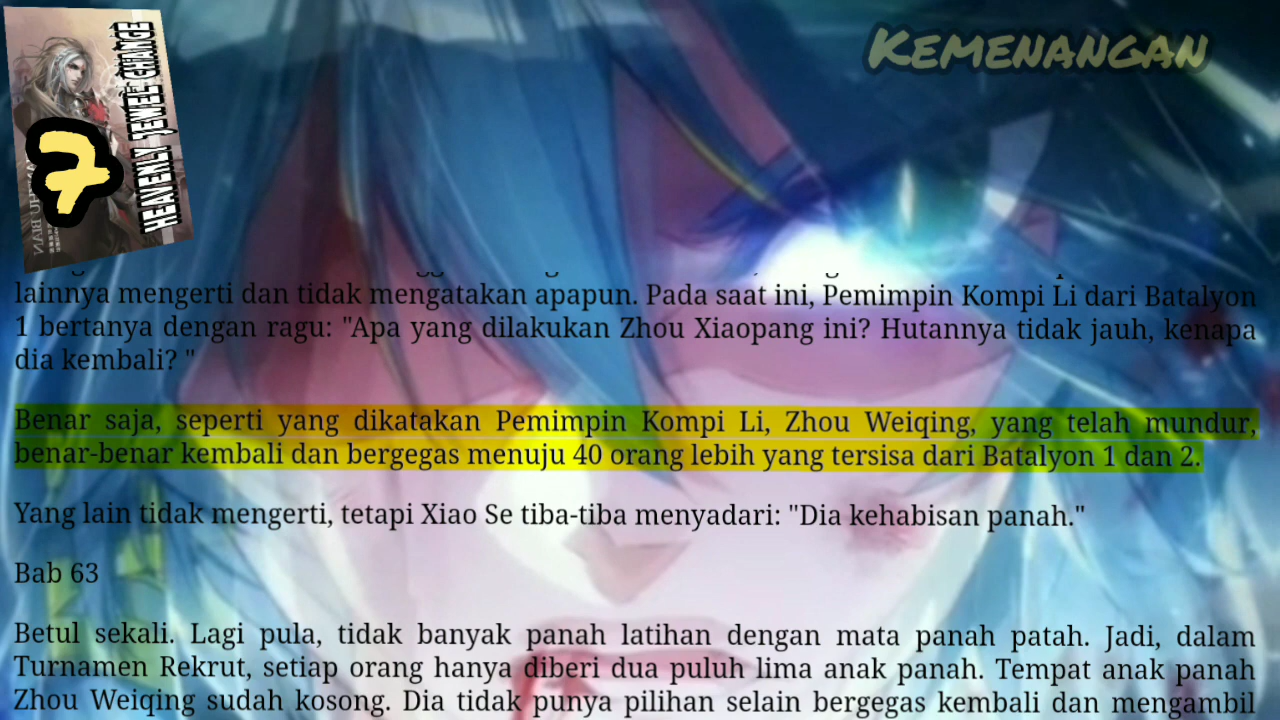 HEAVENLY JEWEL CHANGE
7
Kemenangan
lainnya mengerti dan tidak mengatakan apapun. Pada saat ini, Pemimpin Kompi Li dari Batalyon
1 bertanya dengan ragu: "Apa yang dilakukan Zhou Xiaopang ini? Hutannya tidak jauh, kenapa
dia kembali? "
Benar saja, seperti yang dikatakan Pemimpin Kompi Li, Zhou Weiqing, yang telah mundur,
benar-benar kembali dan bergegas menuju 40 orang lebih yang tersisa dari Batalyon 1 dan 2.
Yang lain tidak mengerti, tetapi Xiao Se tiba-tiba menyadari: "Dia kehabisan panah."
Bab 63
Betul sekali. Lagi pula, tidak banyak panah latihan dengan mata panah patah. Jadi, dalam
Turnamen Rekrut, setiap orang hanya diberi dua puluh lima anak panah. Tempat anak panah
Zhou Weiqing sudah kosong. Dia tidak punya pilihan selain bergegas kembali dan mengambil